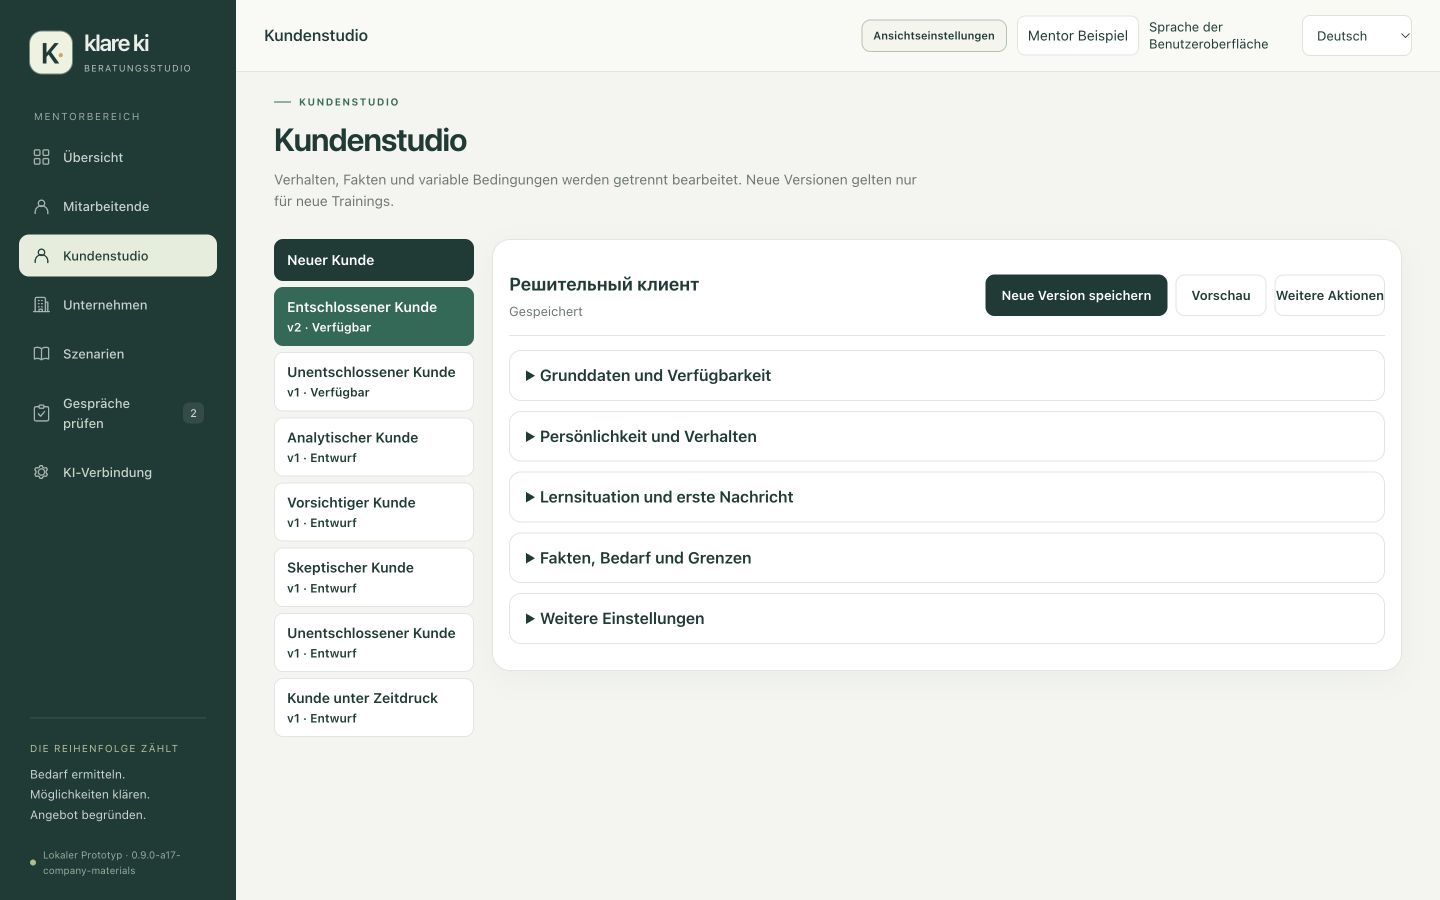 K
klare ki
BERATUNGSSTUDIO
MENTORBEREICH
Übersicht
Mitarbeitende
Kundenstudio
Unternehmen
Szenarien
Gespräche
prüfen
2
KI-Verbindung
DIE REIHENFOLGE ZÄHLT
Bedarf ermitteln.
Möglichkeiten klären.
Angebot begründen.
Lokaler Prototyp · 0.9.0-a17-
company-materials
Kundenstudio
Ansichtseinstellungen
Mentor Beispiel
Sprache der
Benutzeroberfläche
Deutsch
KUNDENSTUDIO
Kundenstudio
Verhalten, Fakten und variable Bedingungen werden getrennt bearbeitet. Neue Versionen gelten nur
für neue Trainings.
Neuer Kunde
Entschlossener Kunde
v2 · Verfügbar
Unentschlossener Kunde
v1 · Verfügbar
Analytischer Kunde
v1 · Entwurf
Vorsichtiger Kunde
v1 · Entwurf
Skeptischer Kunde
v1 · Entwurf
Unentschlossener Kunde
v1 · Entwurf
Kunde unter Zeitdruck
v1 · Entwurf
Решительный клиент
Gespeichert
Neue Version speichern
Vorschau
Weitere Aktionen
Grunddaten und Verfügbarkeit
Persönlichkeit und Verhalten
Lernsituation und erste Nachricht
Fakten, Bedarf und Grenzen
Weitere Einstellungen